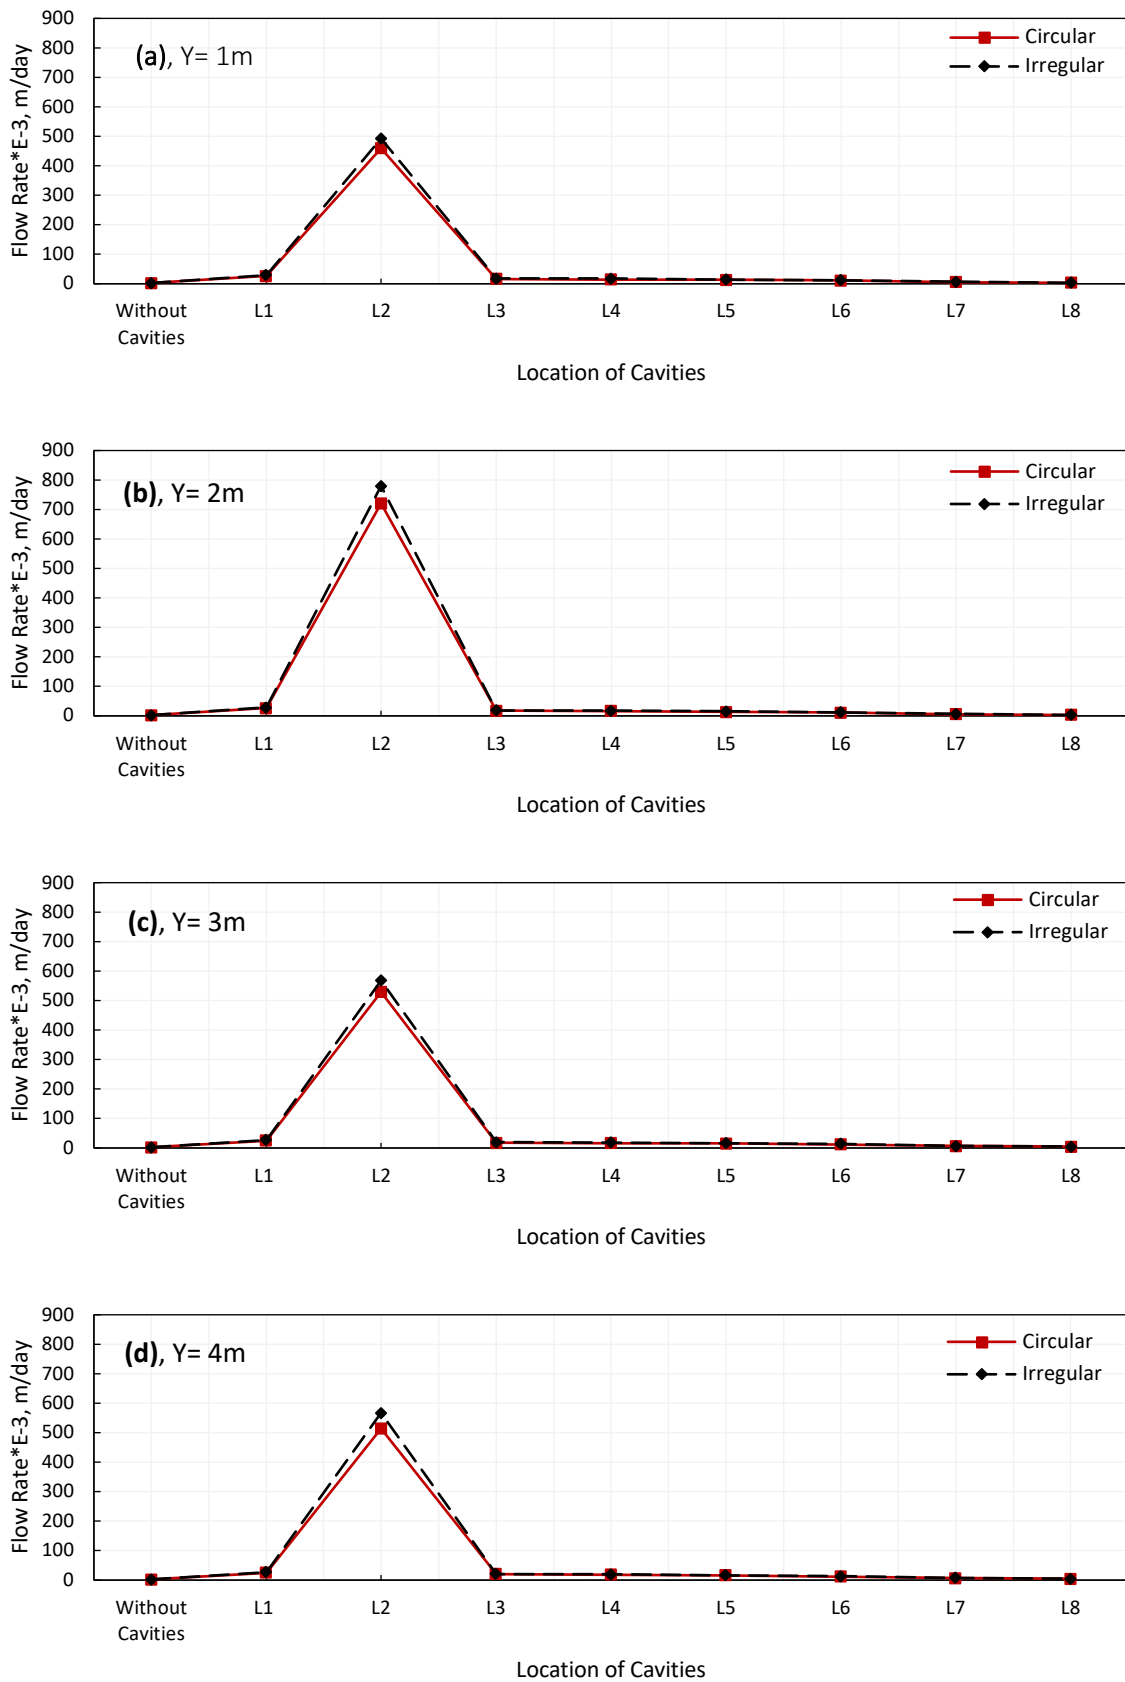 900
800
700
600
500
400
300
200
100
0
Flow Rate*E-3, m/day
(a), Y= 1m
Circular
Irregular
Without Cavities
L1
L2
L3
L4
L5
L6
L7
L8
Location of Cavities
900
800
700
600
500
400
300
200
100
0
Flow Rate*E-3, m/day
(b), Y= 2m
Circular
Irregular
Without Cavities
L1
L2
L3
L4
L5
L6
L7
L8
Location of Cavities
900
800
700
600
500
400
300
200
100
0
Flow Rate*E-3, m/day
(c), Y= 3m
Circular
Irregular
Without Cavities
L1
L2
L3
L4
L5
L6
L7
L8
Location of Cavities
900
800
700
600
500
400
300
200
100
0
Flow Rate*E-3, m/day
(d), Y= 4m
Circular
Irregular
Without Cavities
L1
L2
L3
L4
L5
L6
L7
L8
Location of Cavities